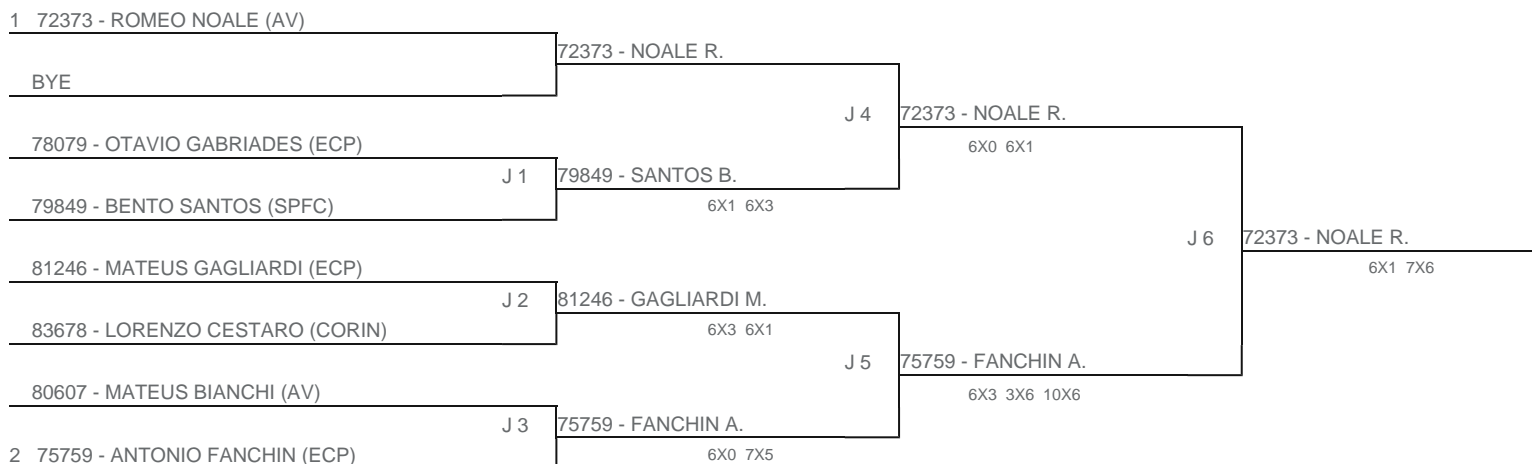 1 72373 - ROMEO NOALE (AV)
72373 - NOALE R.
BYE
J 4 72373 - NOALE R.
6X0 6X1
78079 - OTAVIO GABRIADES (ECP)
J 1 79849 - SANTOS B.
6X1 6X3
79849 - BENTO SANTOS (SPFC)
J 6 72373 - NOALE R.
6X1 7X6
81246 - MATEUS GAGLIARDI (ECP)
J 2 81246 - GAGLIARDI M.
6X3 6X1
83678 - LORENZO CESTARO (CORIN)
J 5 75759 - FANCHIN A.
6X3 3X6 10X6
80607 - MATEUS BIANCHI (AV)
J 3 75759 - FANCHIN A.
6X0 7X5
2 75759 - ANTONIO FANCHIN (ECP)